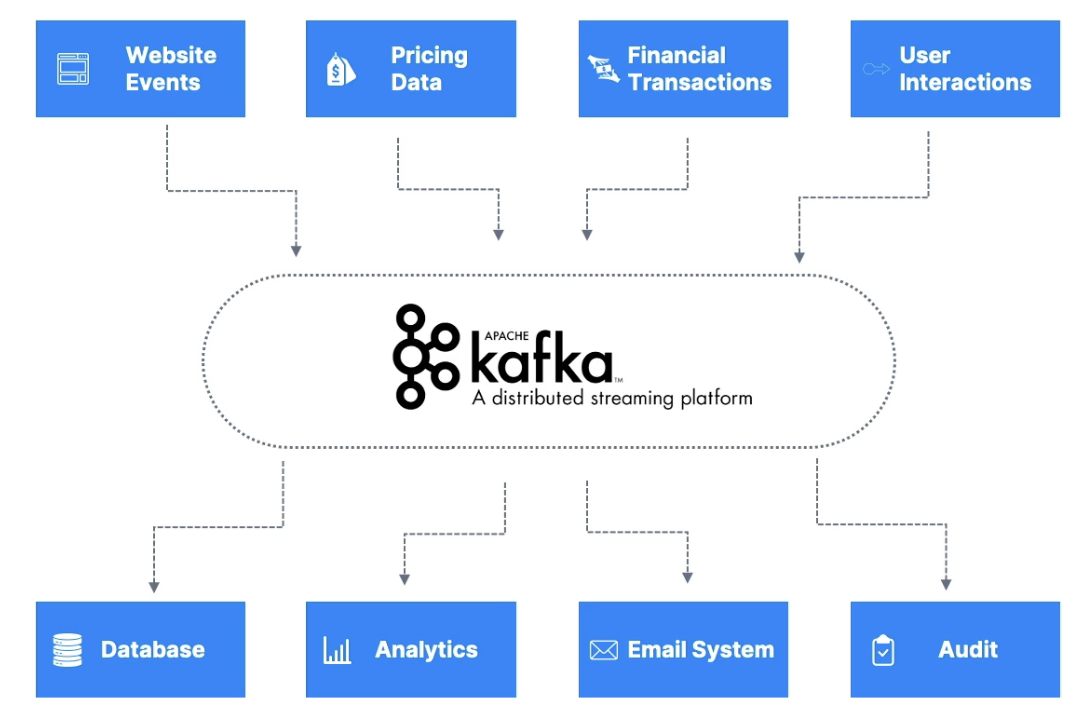 Website
Events
Pricing
Data
Financial
Transactions
User
Interactions
APACHE
kafka™
A distributed streaming platform
Database
Analytics
Email System
Audit